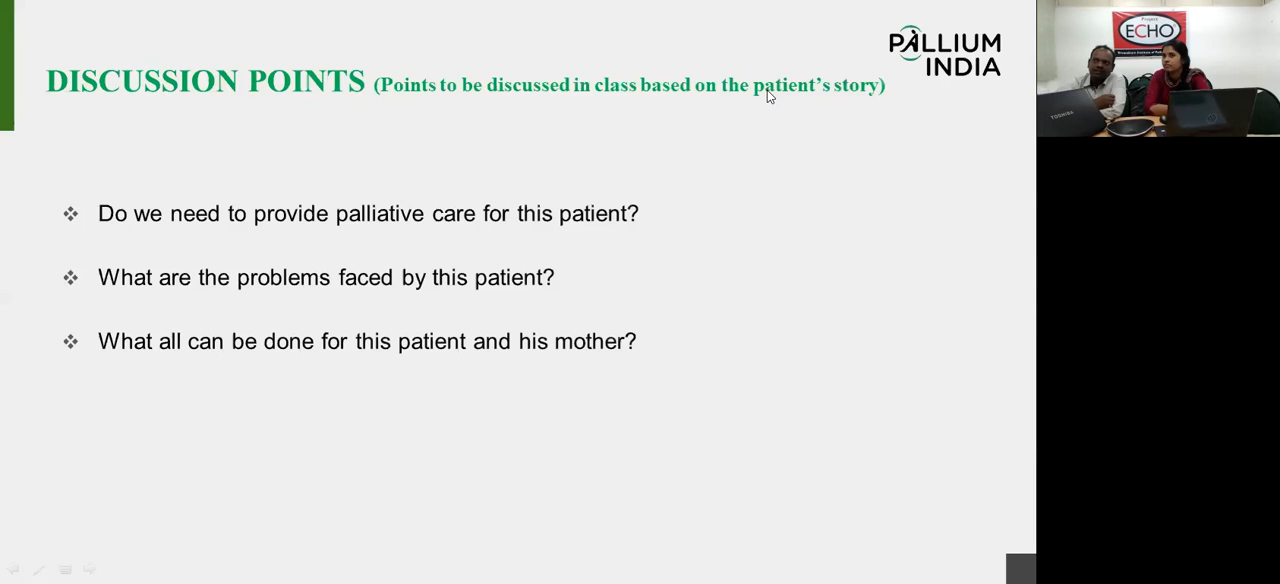 DISCUSSION POINTS (Points to be discussed in class based on the patient's story)
PALLIUM
INDIA
Do we need to provide palliative care for this patient?
What are the problems faced by this patient?
What all can be done for this patient and his mother?
Project
ECHO
TOSHIBA